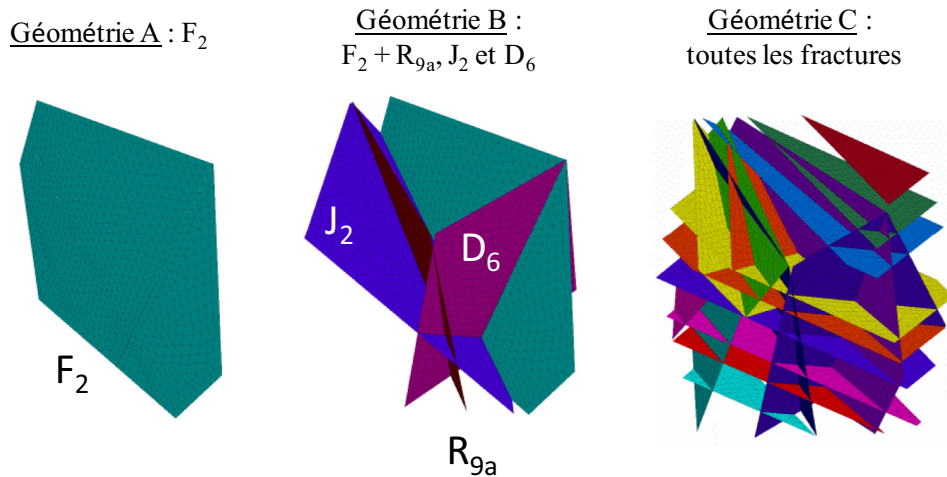 Géométrie A : F₂
Géométrie B :
F₂ + R₉ₐ, J₂ et D₆
Géométrie C :
toutes les fractures
F₂
J₂
D₆
R₉ₐ